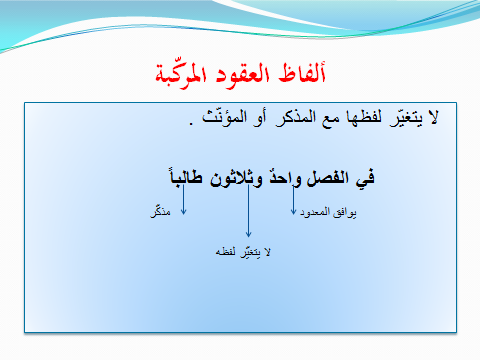 ألفاظ العقود المركّبة
لا يتغيّر لفظها مع المذكر أو المؤنّث .
في الفصل واحدٌ وثلاثون طالباً
يوافق المعدود
مذكّر
لا يتغيّر لفظه